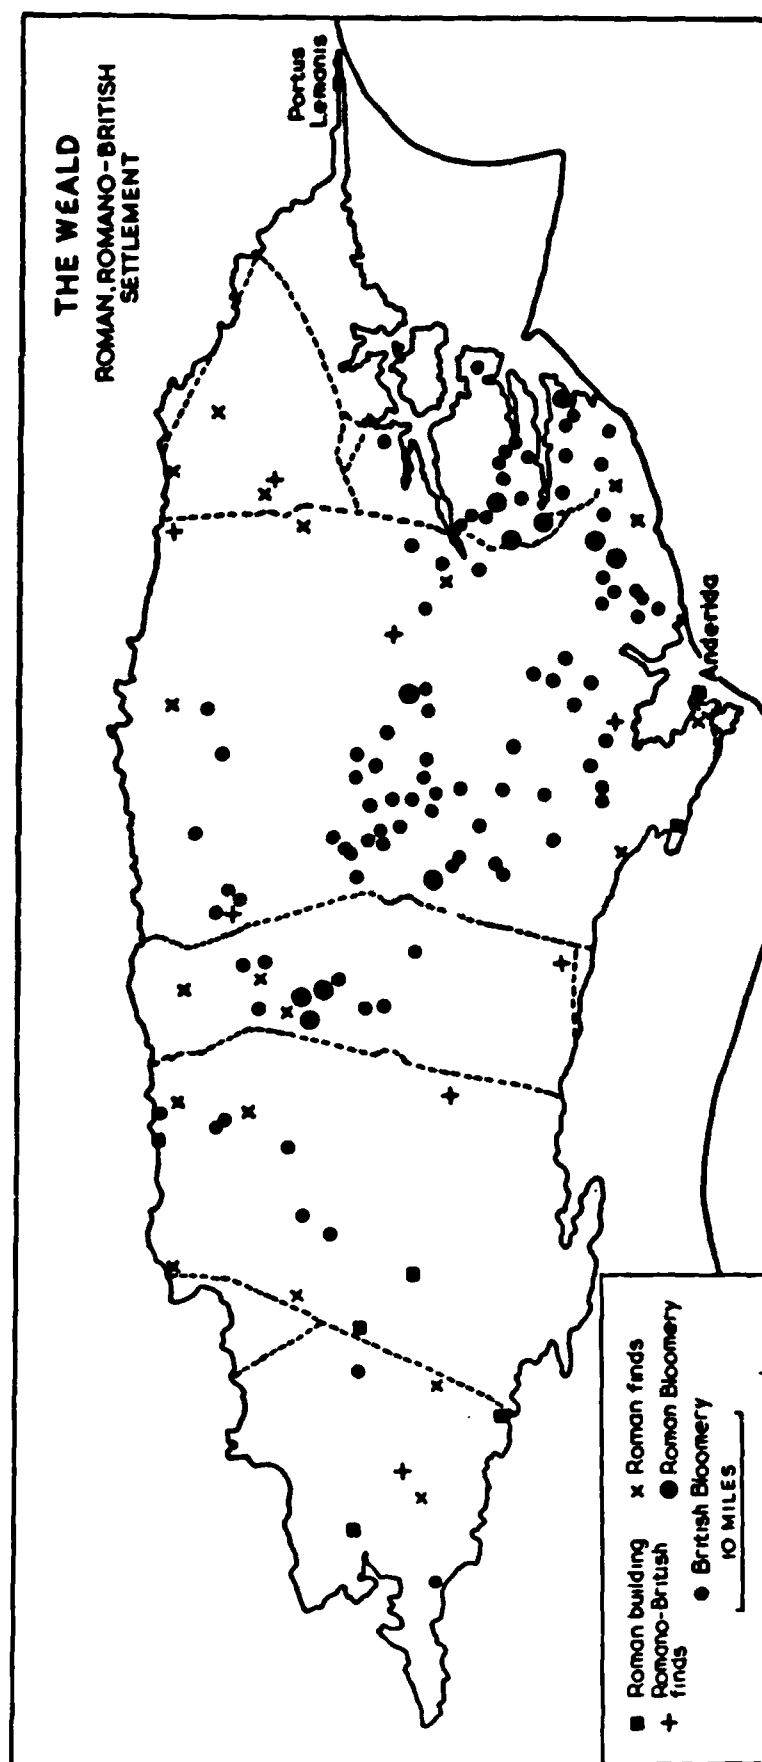 THE WEALD
ROMAN, ROMANO-BRITISH
SETTLEMENT
Portus
Lemanis
Anderida
Roman building
Roman finds
Romano-British
finds
Roman Bloomery
British Bloomery
10 MILES